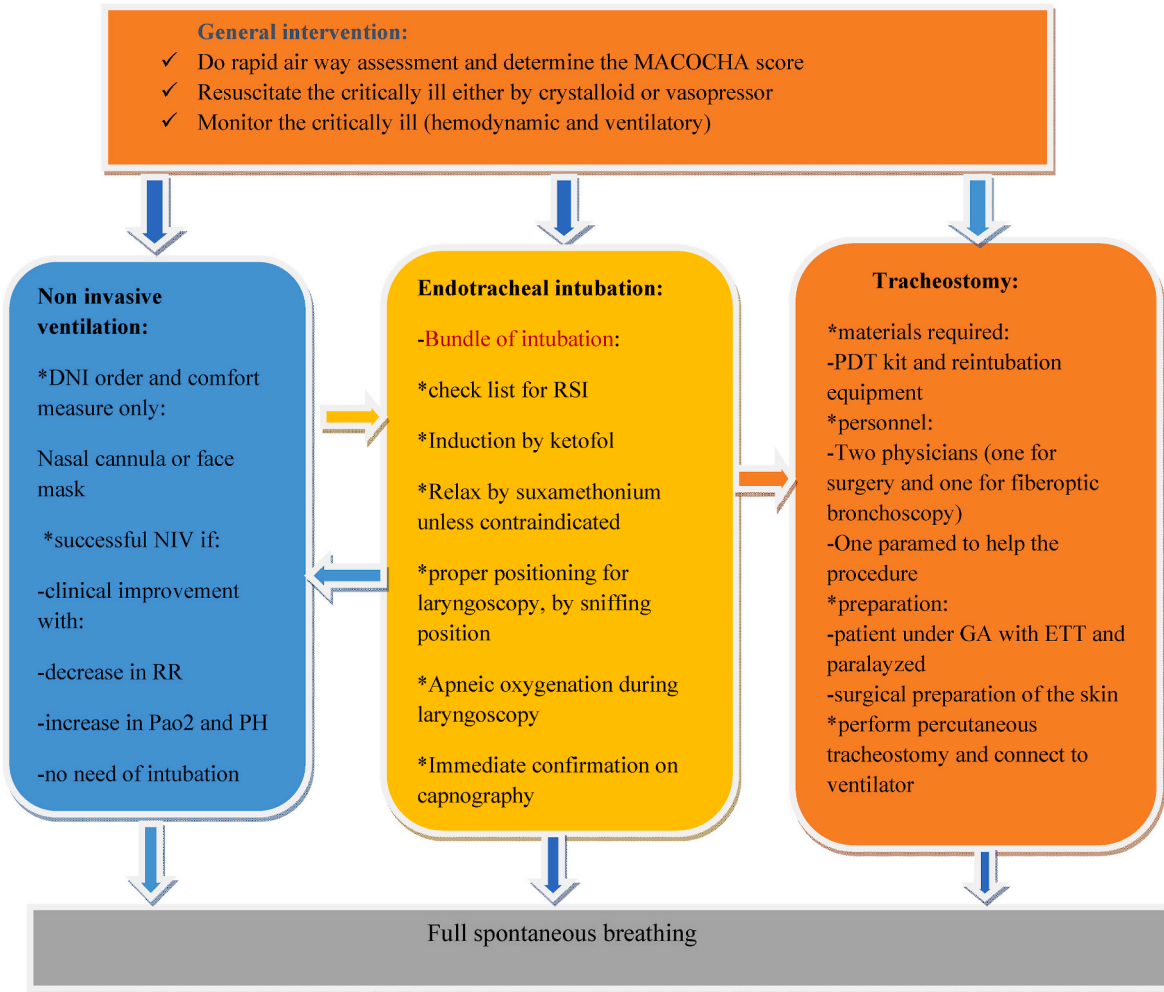 General intervention:
✓ Do rapid air way assessment and determine the MACOCHA score
✓ Resuscitate the critically ill either by crystalloid or vasopressor
✓ Monitor the critically ill (hemodynamic and ventilatory)
Non invasive
ventilation:
*DNI order and comfort
measure only:
Nasal cannula or face
mask
*successful NIV if:
-clinical improvement
with:
-decrease in RR
-increase in Pao2 and PH
-no need of intubation
Endotracheal intubation:
-Bundle of intubation:
*check list for RSI
*Induction by ketofol
*Relax by suxamethonium
unless contraindicated
*proper positioning for
laryngoscopy, by sniffing
position
*Apneic oxygenation during
laryngoscopy
*Immediate confirmation on
capnography
Tracheostomy:
*materials required:
-PDT kit and reintubation
equipment
*personnel:
-Two physicians (one for
surgery and one for fiberoptic
bronchoscopy)
-One paramed to help the
procedure
*preparation:
-patient under GA with ETT and
paralayzed
-surgical preparation of the skin
*perform percutaneous
tracheostomy and connect to
ventilator
Full spontaneous breathing